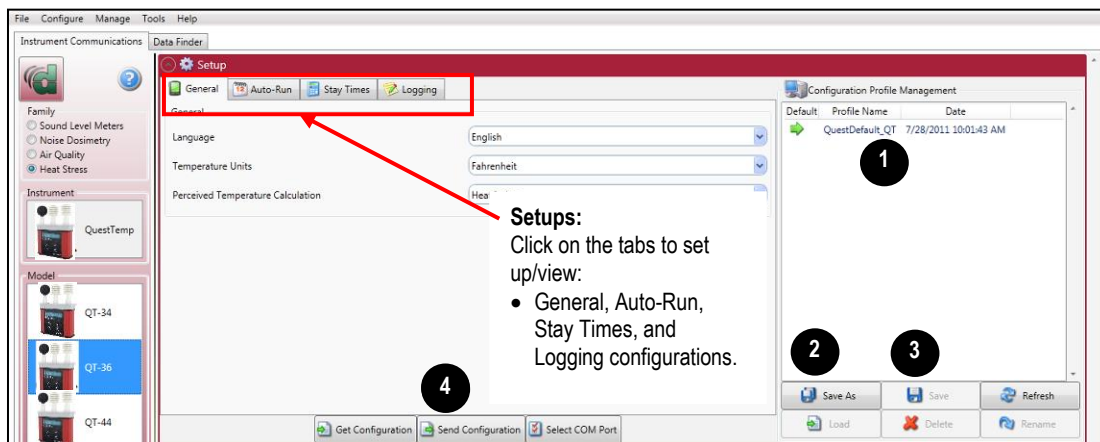 File Configure Manage Tools Help
Instrument Communications Data Finder
Setup
General Auto-Run Stay Times Logging
General
Language English
Temperature Units Fahrenheit
Perceived Temperature Calculation
Setups:
Click on the tabs to set
up/view:
• General, Auto-Run,
Stay Times, and
Logging configurations.
Family
Sound Level Meters
Noise Dosimetry
Air Quality
Heat Stress
Instrument
QuestTemp
Model
QT-34
QT-36
QT-44
4
Get Configuration Send Configuration Select COM Port
Configuration Profile Management
Default Profile Name Date
QuestDefault_QT 7/28/2011 10:01:43 AM
1
2 3
Save As Save Refresh
Load Delete Rename